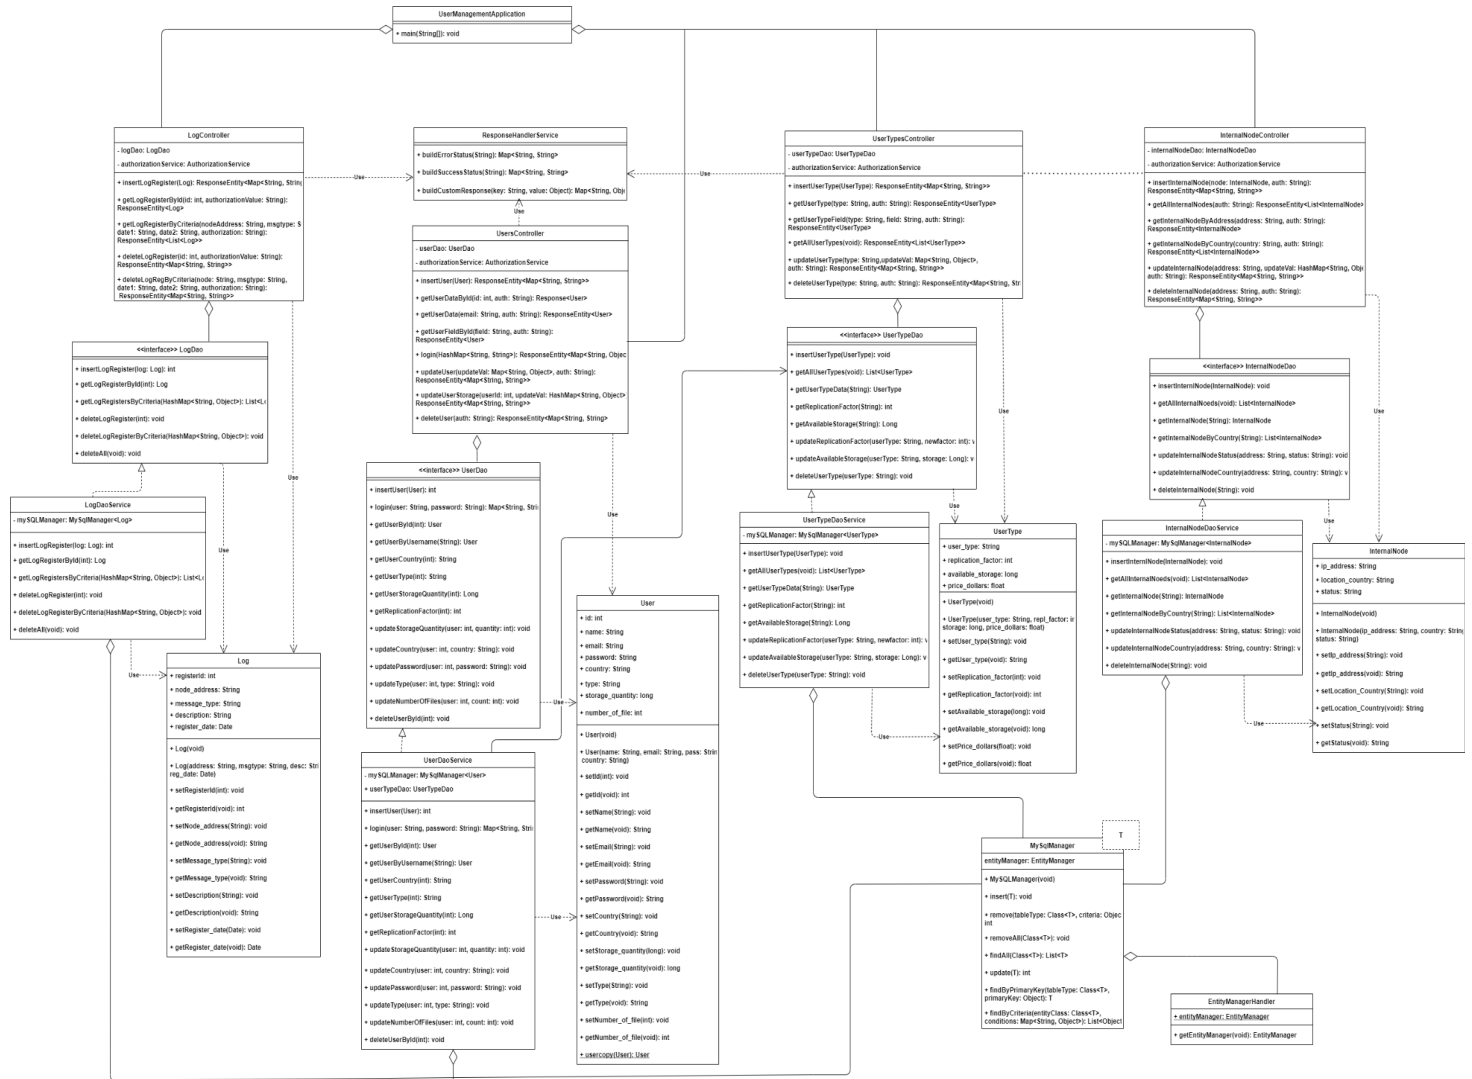 UserManagementApplication
+ main(String[]): void
LogController
- logDao: LogDao
- authorizationService: AuthorizationService
+ insertLogRegister(Log): ResponseEntity<Map<String, String
+ getLogRegisterById(id: int, authorizationValue: String):
ResponseEntity<Log>
+ getLogRegisterByCriteria(nodeAddress: String, msgtype: S
date1: String, date2: String, authorization: String):
ResponseEntity<List<Log>>
+ deleteLogRegister(id: int, authorizationValue: String):
ResponseEntity<Map<String, String>>
+ deleteLogRegByCriteria(node: String, msgtype: String,
date1: String, date2: String, authorization: String):
ResponseEntity<Map<String, String>>
Use
ResponseHandlerService
+ buildErrorStatus(String): Map<String, String>
+ buildSuccessStatus(String): Map<String, String>
+ buildCustomResponse(key: String, value: Object): Map<String, Obj
Use
Use
UsersController
- userDao: UserDao
- authorizationService: AuthorizationService
+ insertUser(User): ResponseEntity<Map<String, String>>
+ getUserDataById(id: int, auth: String): Response<User>
+ getUserData(email: String, auth: String): ResponseEntity<User>
+ getUserFieldById(field: String, auth: String):
ResponseEntity<User>
+ login(HashMap<String, String>): ResponseEntity<Map<String, Objec
+ updateUser(updateVal: Map<String, Object>, auth: String):
ResponseEntity<Map<String, String>>
+ updateUserStorage(userId: int, updateVal: HashMap<String, Object>
ResponseEntity<Map<String, String>>
+ deleteUser(auth: String): ResponseEntity<Map<String, String>
UserTypesController
- userTypeDao: UserTypeDao
- authorizationService: AuthorizationService
+ insertUserType(UserType): ResponseEntity<Map<String, String>>
+ getUserType(type: String, auth: String): ResponseEntity<UserType>
+ getUserTypeField(type: String, field: String, auth: String):
ResponseEntity<UserType>
+ getAllUserTypes(void): ResponseEntity<List<UserType>>
+ updateUserType(type: String,updateVal: Map<String, Object>,
auth: String): ResponseEntity<Map<String, String>>
+ deleteUserType(type: String, auth: String): ResponseEntity<Map<String, Str
InternalNodeController
- internalNodeDao: InternalNodeDao
- authorizationService: AuthorizationService
+ insertInternalNode(node: InternalNode, auth: String):
ResponseEntity<Map<String, String>>
+ getAllInternalNodes(auth: String): ResponseEntity<List<InternalNode>
+ getInternalNodeByAddress(address: String, auth: String):
ResponseEntity<InternalNode>
+ getInternalNodeByCountry(country: String, auth: String):
ResponseEntity<List<InternalNode>
+ updateInternalNode(address: String, updateVal: HashMap<String, Obje
auth: String): ResponseEntity<Map<String, String>>
+ deleteInternalNode(address: String, auth: String):
ResponseEntity<Map<String, String>>
<<interface>> LogDao
+ insertLogRegister(log: Log): int
+ getLogRegisterById(int): Log
+ getLogRegistersByCriteria(HashMap<String, Object>): List<Lo
+ deleteLogRegister(int): void
+ deleteLogRegisterByCriteria(HashMap<String, Object>): void
+ deleteAll(void): void
Use
Use
LogDaoService
- mySQLManager: MySqlManager<Log>
+ insertLogRegister(log: Log): int
+ getLogRegisterById(int): Log
+ getLogRegistersByCriteria(HashMap<String, Object>): List<Lo
+ deleteLogRegister(int): void
+ deleteLogRegisterByCriteria(HashMap<String, Object>): void
+ deleteAll(void): void
Use
Log
+ registerId: int
+ node_address: String
+ message_type: String
+ description: String
+ register_date: Date
+ Log(void)
+ Log(address: String, msgtype: String, desc: Stri
reg_date: Date)
+ setRegisterId(int): void
+ getRegisterId(void): int
+ setNode_address(String): void
+ getNode_address(void): String
+ setMessage_type(String): void
+ getMessage_type(void): String
+ setDescription(String): void
+ getDescription(void): String
+ setRegister_date(Date): void
+ getRegister_date(void): Date
<<interface>> UserDao
+ insertUser(User): int
+ login(user: String, password: String): Map<String, Stri
+ getUserById(int): User
+ getUserByUsername(String): User
+ getUserCountry(int): String
+ getUserType(int): String
+ getUserStorageQuantity(int): Long
+ getReplicationFactor(int): int
+ updateStorageQuantity(user: int, quantity: int): void
+ updateCountry(user: int, country: String): void
+ updatePassword(user: int, password: String): void
+ updateType(user: int, type: String): void
+ updateNumberOfFiles(user: int, count: int): void
+ deleteUserById(int): void
Use
Use
UserDaoService
- mySQLManager: MySqlManager<User>
+ userTypeDao: UserTypeDao
+ insertUser(User): int
+ login(user: String, password: String): Map<String, Stri
+ getUserById(int): User
+ getUserByUsername(String): User
+ getUserCountry(int): String
+ getUserType(int): String
+ getUserStorageQuantity(int): Long
+ getReplicationFactor(int): int
+ updateStorageQuantity(user: int, quantity: int): void
+ updateCountry(user: int, country: String): void
+ updatePassword(user: int, password: String): void
+ updateType(user: int, type: String): void
+ updateNumberOfFiles(user: int, count: int): void
+ deleteUserById(int): void
Use
User
+ id: int
+ name: String
+ email: String
+ password: String
+ country: String
+ type: String
+ storage_quantity: long
+ number_of_file: int
+ User(void)
+ User(name: String, email: String, pass: Strin
country: String)
+ setId(int): void
+ getId(void): int
+ setName(String): void
+ getName(void): String
+ setEmail(String): void
+ getEmail(void): String
+ setPassword(String): void
+ getPassword(void): String
+ setCountry(String): void
+ getCountry(void): String
+ setStorage_quantity(long): void
+ getStorage_quantity(void): long
+ setType(String): void
+ getType(void): String
+ setNumber_of_file(int): void
+ getNumber_of_file(void): int
+ usercopy(User): User
<<interface>> UserTypeDao
+ insertUserType(UserType): void
+ getAllUserTypes(void): List<UserType>
+ getUserTypeData(String): UserType
+ getReplicationFactor(String): int
+ getAvailableStorage(String): Long
+ updateReplicationFactor(userType: String, newfactor: int): v
+ updateAvailableStorage(userType: String, storage: Long): v
+ deleteUserType(userType: String): void
Use
Use
UserTypeDaoService
- mySQLManager: MySqlManager<UserType>
+ insertUserType(UserType): void
+ getAllUserTypes(void): List<UserType>
+ getUserTypeData(String): UserType
+ getReplicationFactor(String): int
+ getAvailableStorage(String): Long
+ updateReplicationFactor(userType: String, newfactor: int): v
+ updateAvailableStorage(userType: String, storage: Long): v
+ deleteUserType(userType: String): void
Use
UserType
+ user_type: String
+ replication_factor: int
+ available_storage: long
+ price_dollars: float
+ UserType(void)
+ UserType(user_type: String, repl_factor: ir
storage: long, price_dollars: float)
+ setUser_type(String): void
+ getUser_type(void): String
+ setReplication_factor(int): void
+ getReplication_factor(void): int
+ setAvailable_storage(long): void
+ getAvailable_storage(void): long
+ setPrice_dollars(float): void
+ getPrice_dollars(void): float
<<interface>> InternalNodeDao
+ insertInternalNode(InternalNode): void
+ getAllInternalNoeds(void): List<InternalNode>
+ getInternalNode(String): InternalNode
+ getInternalNodeByCountry(String): List<InternalNode>
+ updateInternalNodeStatus(address: String, status: String): void
+ updateInternalNodeCountry(address: String, country: String): v
+ deleteInternalNode(String): void
Use
Use
InternalNodeDaoService
- mySQLManager: MySqlManager<InternalNode>
+ insertInternalNode(InternalNode): void
+ getAllInternalNoeds(void): List<InternalNode>
+ getInternalNode(String): InternalNode
+ getInternalNodeByCountry(String): List<InternalNode>
+ updateInternalNodeStatus(address: String, status: String): void
+ updateInternalNodeCountry(address: String, country: String): v
+ deleteInternalNode(String): void
Use
InternalNode
+ ip_address: String
+ location_country: String
+ status: String
+ InternalNode(void)
+ InternalNode(ip_address: String, country: String
status: String)
+ setIp_address(String): void
+ getIp_address(void): String
+ setLocation_Country(String): void
+ getLocation_Country(void): String
+ setStatus(String): void
+ getStatus(void): String
T
MySqlManager
entityManager: EntityManager
+ MySQLManager(void)
+ insert(T): void
+ remove(tableType: Class<T>, criteria: Objec
int
+ removeAll(Class<T>): void
+ findAll(Class<T>): List<T>
+ update(T): int
+ findByPrimaryKey(tableType: Class<T>,
primaryKey: Object): T
+ findByCriteria(entityClass: Class<T>,
conditions: Map<String, Object>): List<Object
EntityManagerHandler
+ entityManager: EntityManager
+ getEntityManager(void): EntityManager